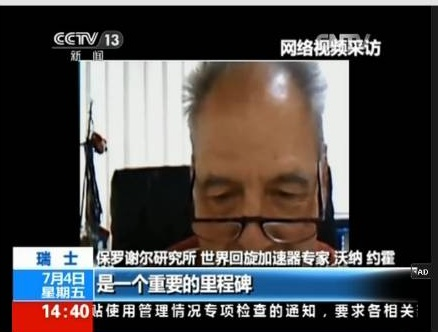 CCTV 13
新闻
网络视频采访
瑞士
保罗谢尔研究所 世界回旋加速器专家 沃纳 约霍
7月4日
星期五
是一个重要的里程碑
14:40
贴使用管理情况专项检查的通知，要求各相关
AD